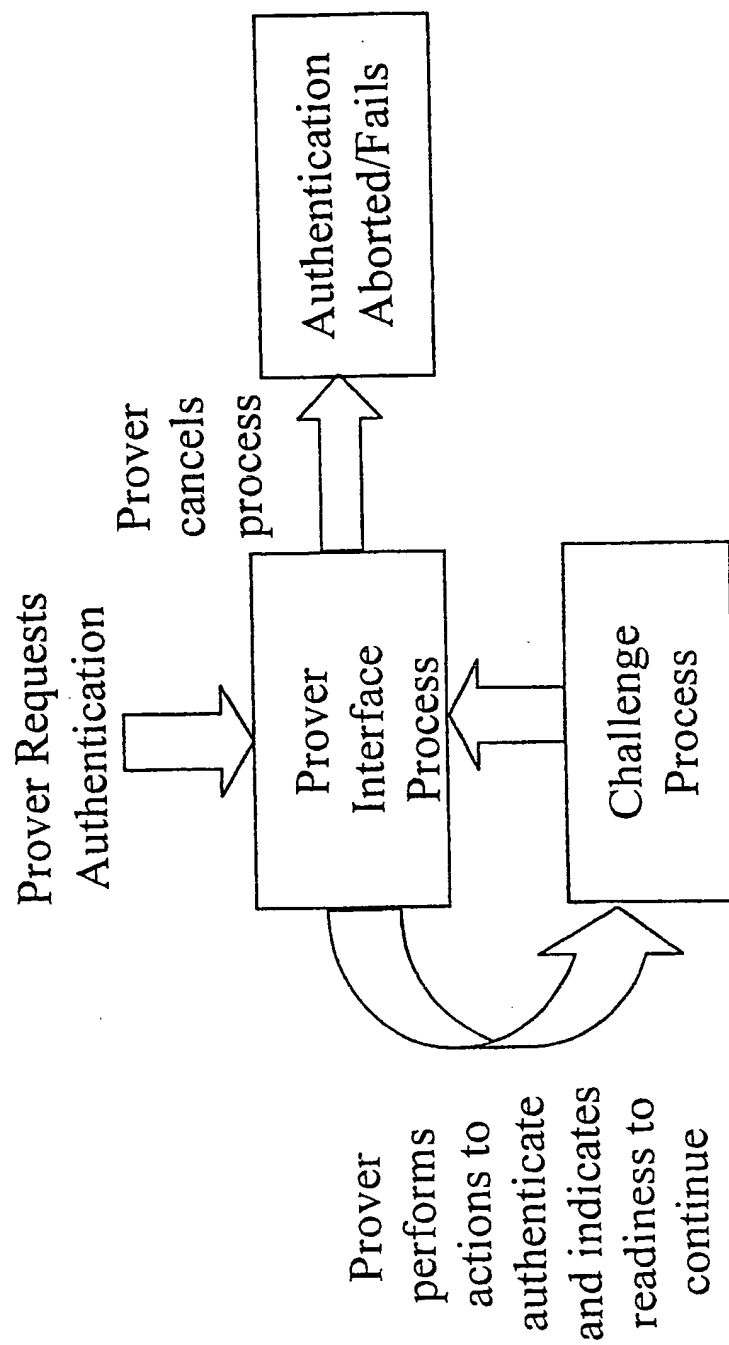 Prover Requests
Authentication
Prover
cancels
process
Authentication
Aborted/Fails
Prover
Interface
Process
Challenge
Process
Prover
performs
actions to
authenticate
and indicates
readiness to
continue